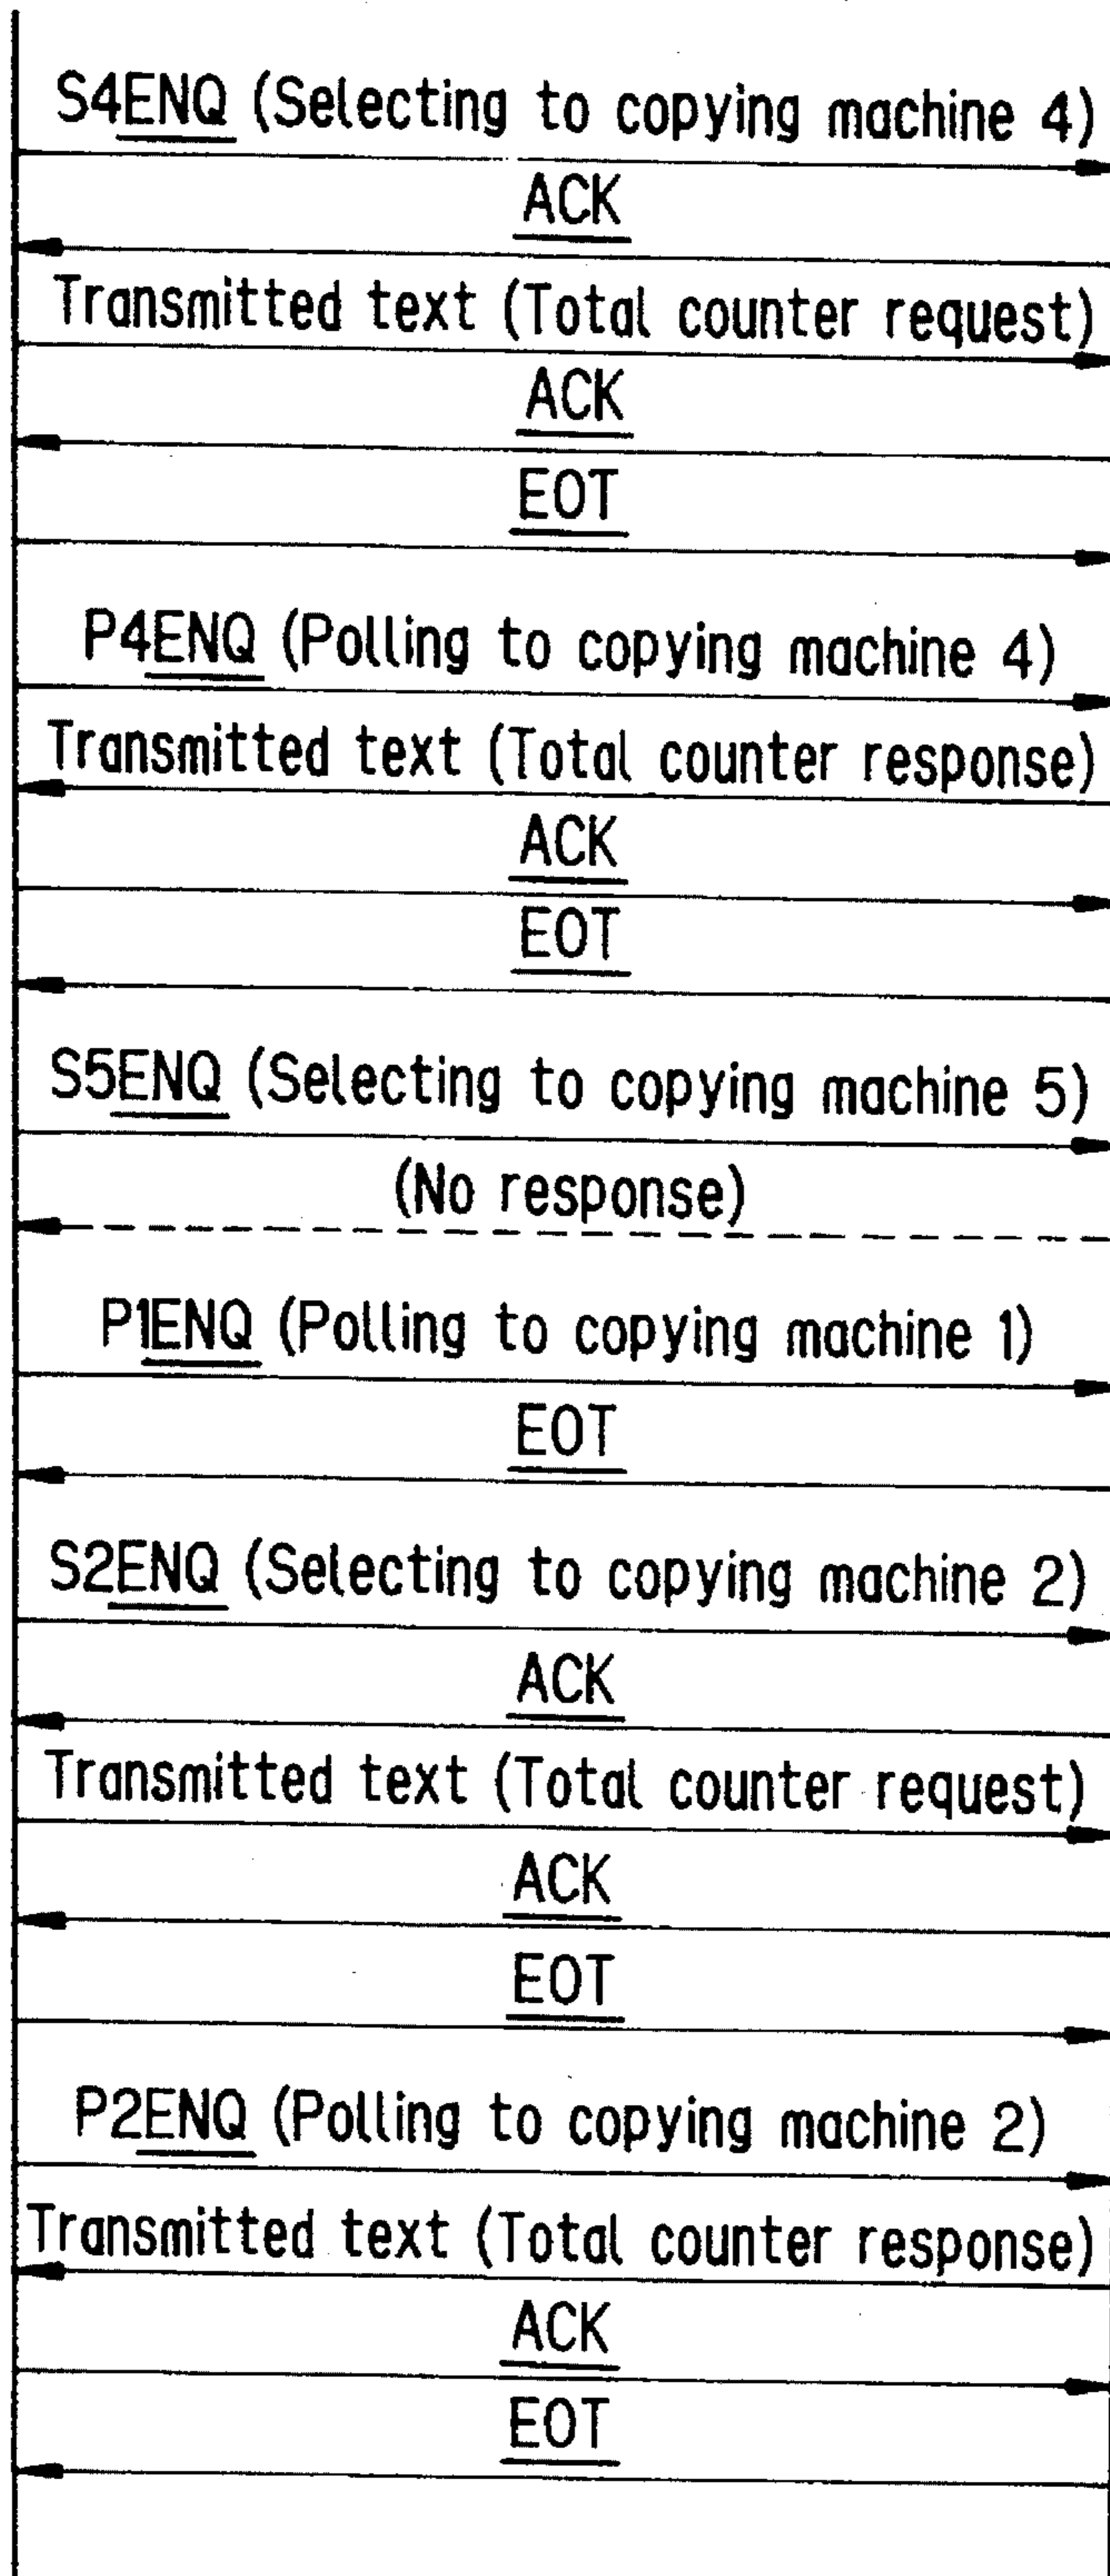 S4ENQ (Selecting to copying machine 4)
ACK
Transmitted text (Total counter request)
ACK
EOT
P4ENQ (Polling to copying machine 4)
Transmitted text (Total counter response)
ACK
EOT
S5ENQ (Selecting to copying machine 5)
(No response)
P1ENQ (Polling to copying machine 1)
EOT
S2ENQ (Selecting to copying machine 2)
ACK
Transmitted text (Total counter request)
ACK
EOT
P2ENQ (Polling to copying machine 2)
Transmitted text (Total counter response)
ACK
EOT